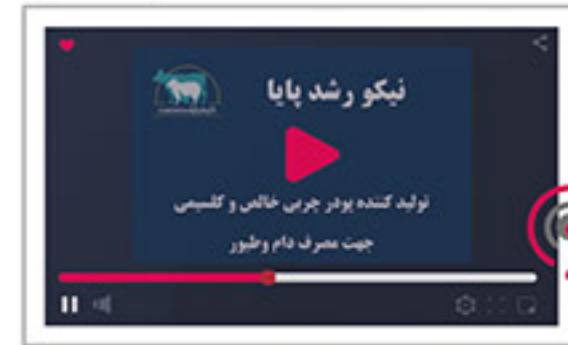 نیکو رشد پایا
تولید کننده پودر چربی خالص و کلسیمی
جهت مصرف دام وطیور